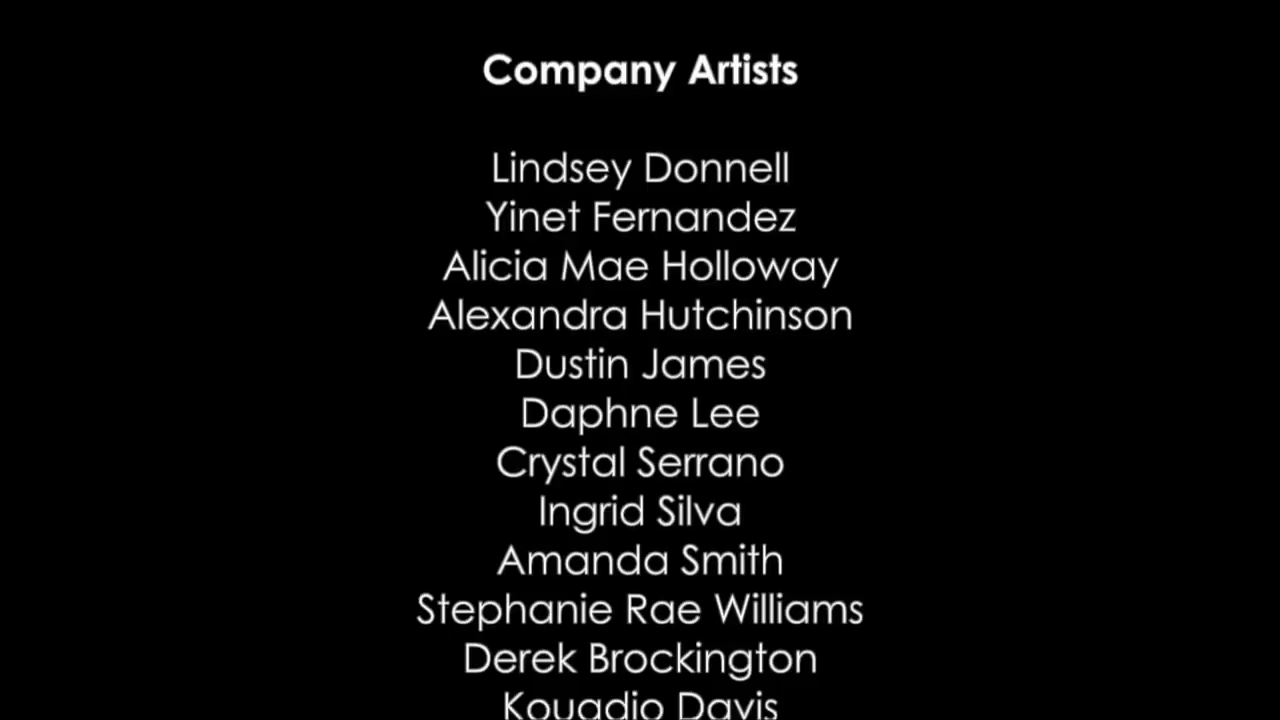 Company Artists
Lindsey Donnell
Yinet Fernandez
Alicia Mae Holloway
Alexandra Hutchinson
Dustin James
Daphne Lee
Crystal Serrano
Ingrid Silva
Amanda Smith
Stephanie Rae Williams
Derek Brockington
Kouadio Davis